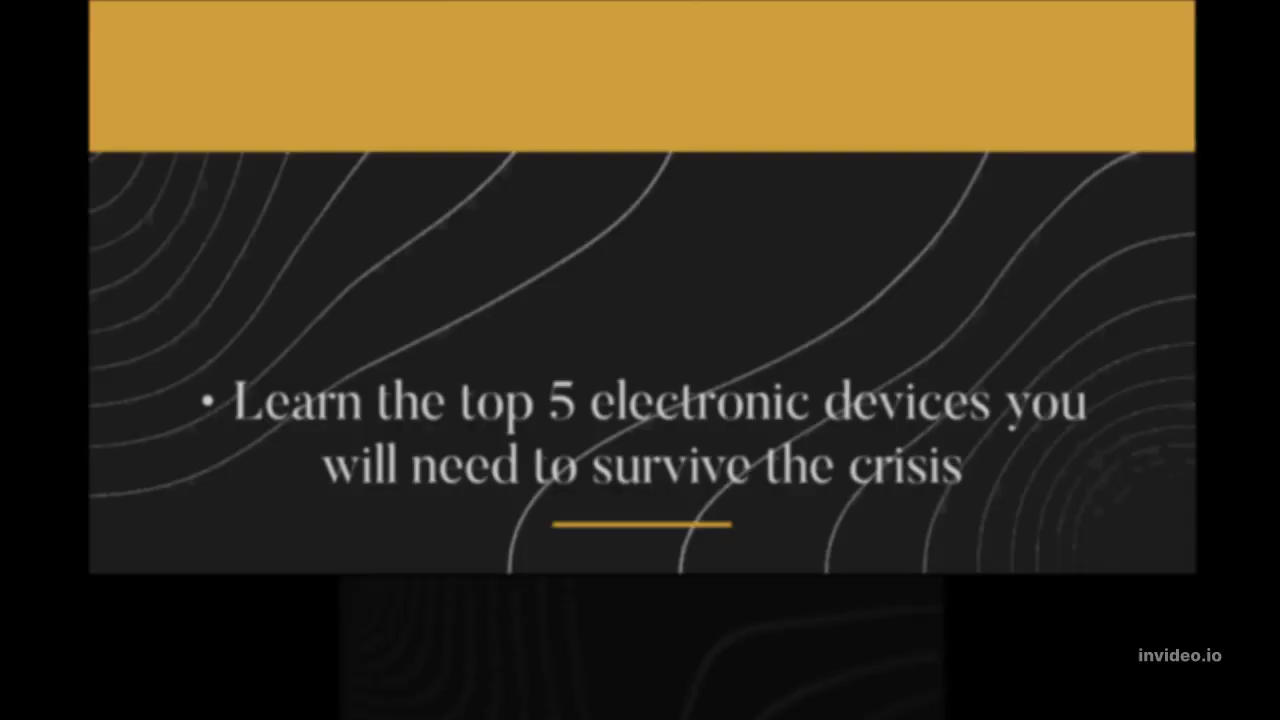 • Learn the top 5 electronic devices you
will need to survive the crisis
invideo.io